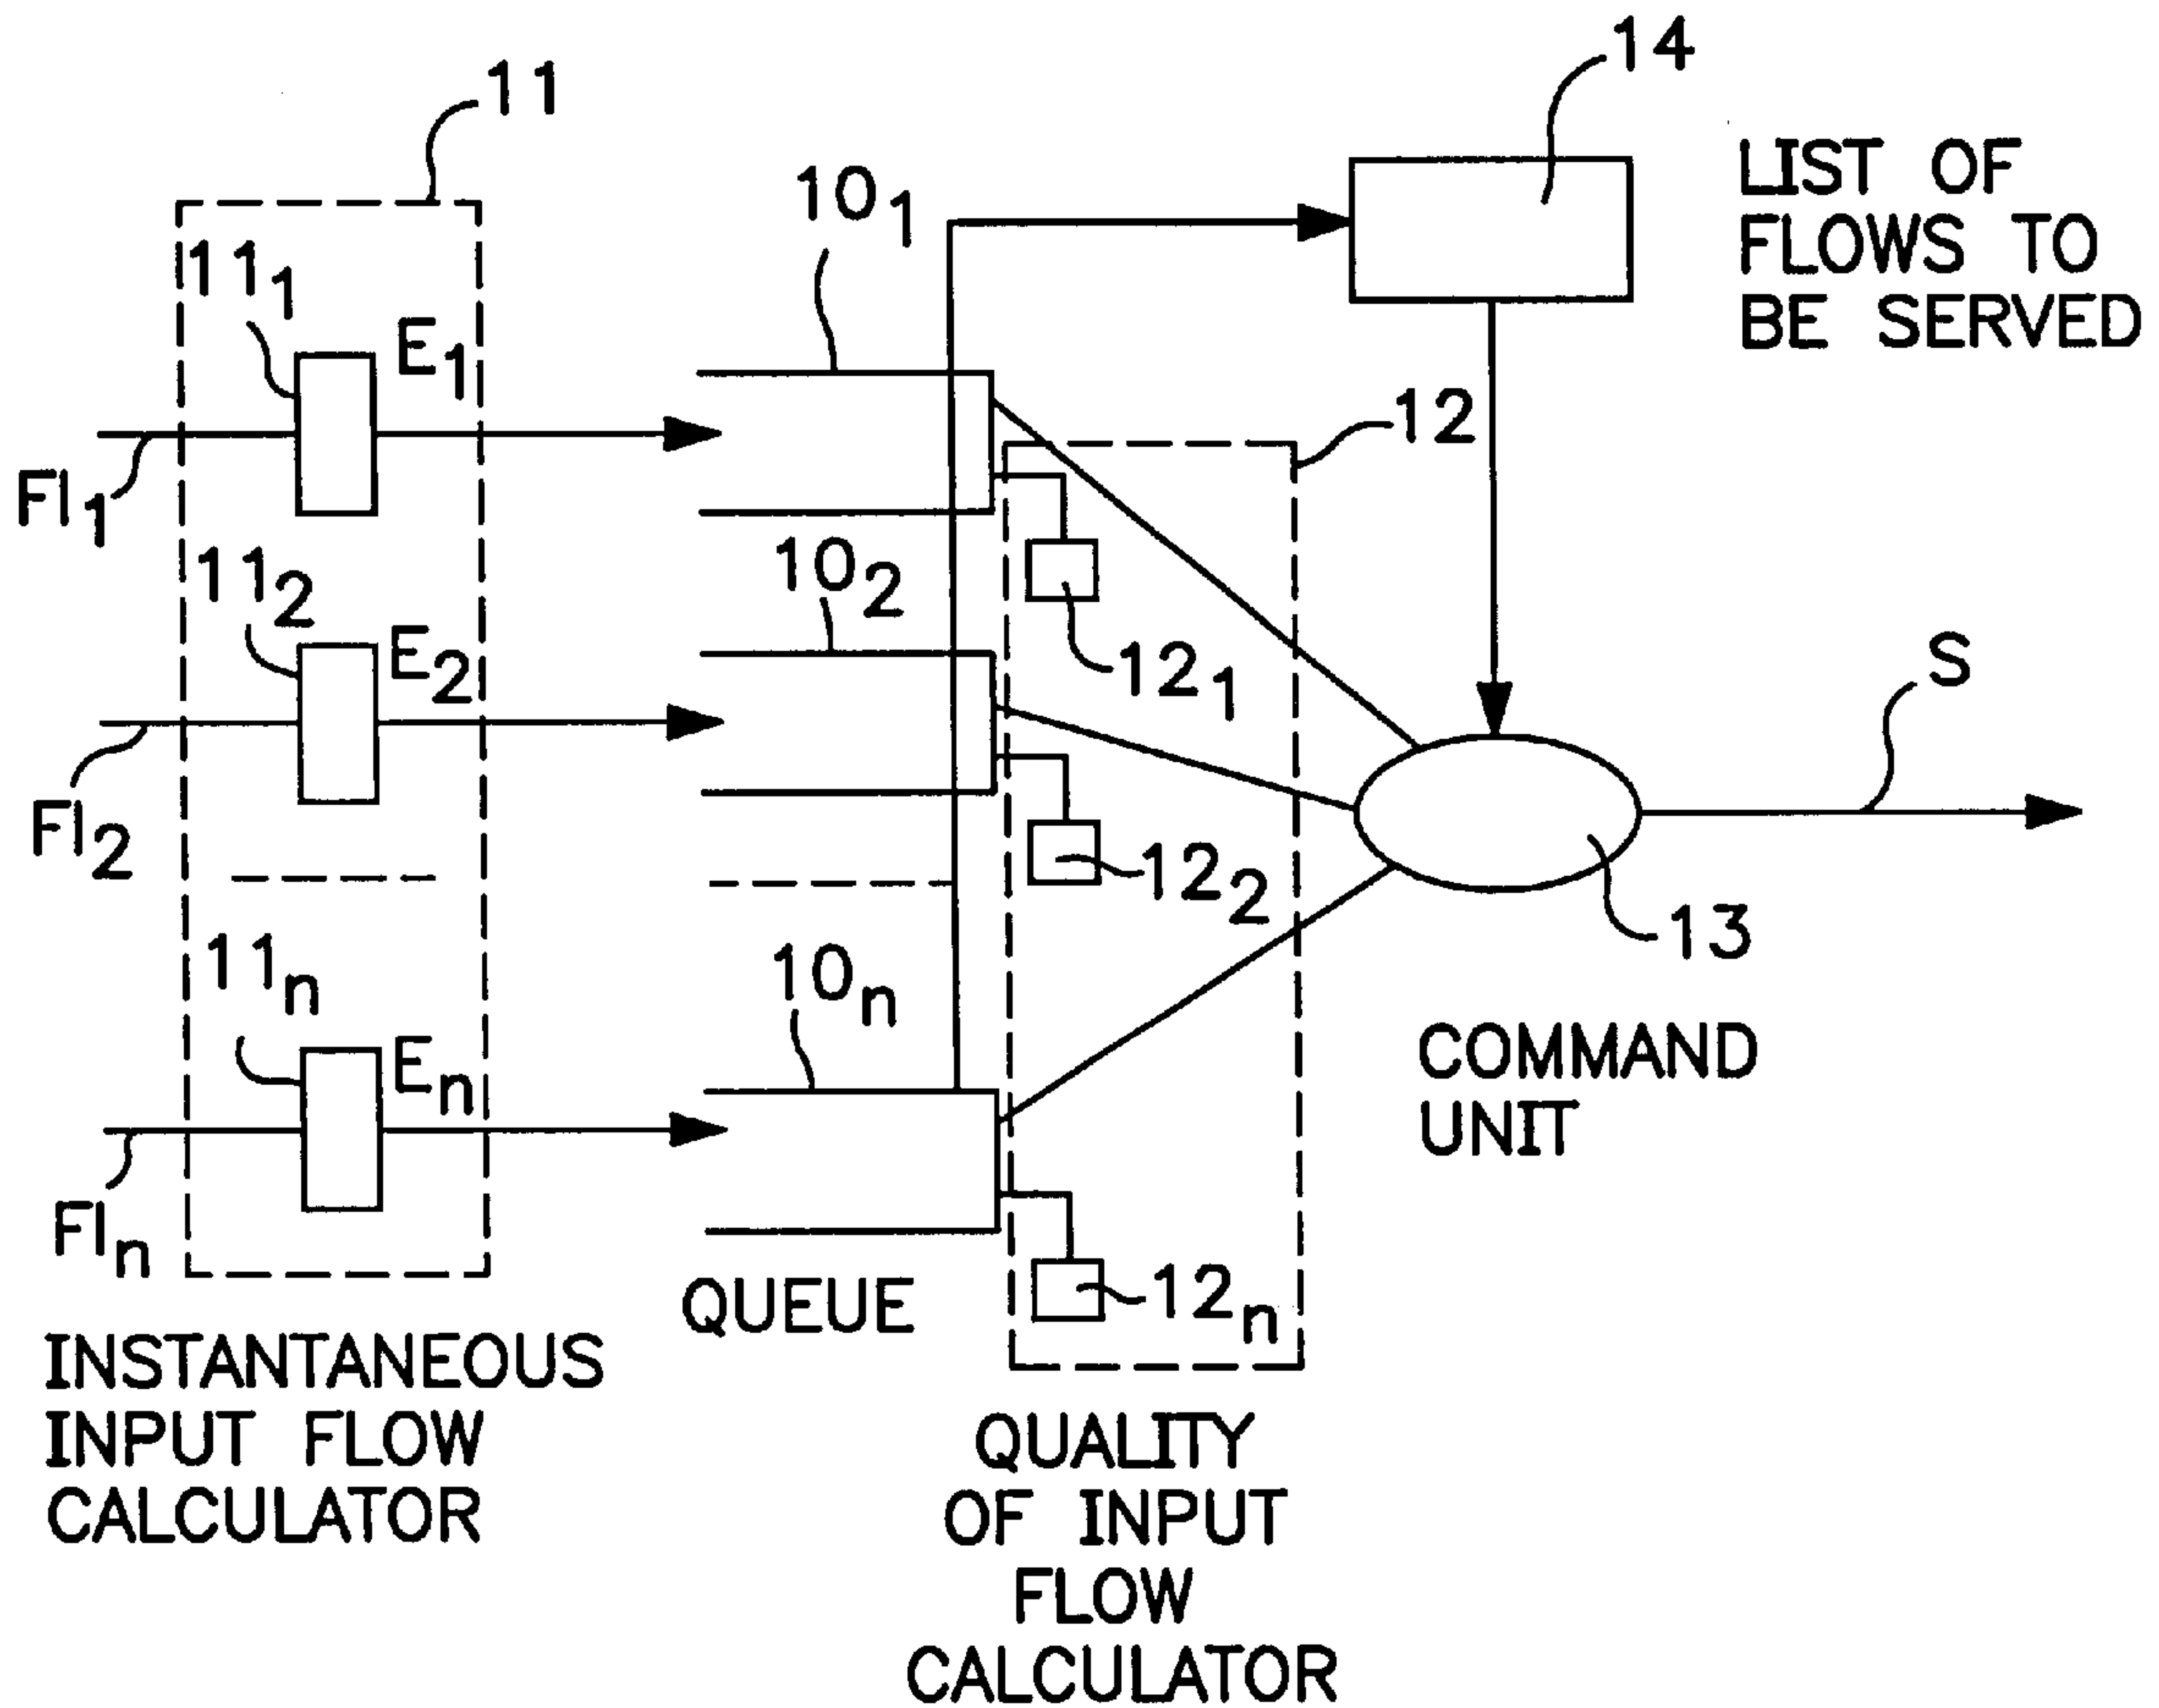 11
14
LIST OF
FLOWS TO
BE SERVED
10₁
11₁
E₁
Fl₁
12
10₂
11₂
E₂
12₁
S
Fl₂
12₂
13
10ₙ
11ₙ
Eₙ
COMMAND
UNIT
Flₙ
12ₙ
QUEUE
INSTANTANEOUS
INPUT FLOW
CALCULATOR
QUALITY
OF INPUT
FLOW
CALCULATOR